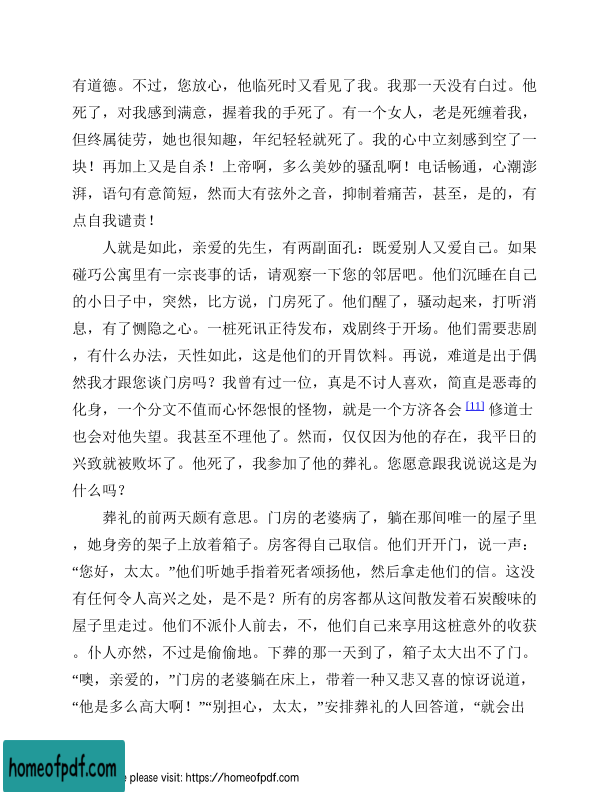 有道德。不过，您放心，他临死时又看见了我。我那一天没有白过。他
死了，对我感到满意，握着我的手死了。有一个女人，老是死缠着我，
但终属徒劳，她也很知趣，年纪轻轻就死了。我的心中立刻感到空了一
块！再加上又是自杀！上帝啊，多么美妙的骚乱啊！电话畅通，心潮澎
湃，语句有意简短，然而大有弦外之音，抑制着痛苦，甚至，是的，有
点自我谴责！
人就是如此，亲爱的先生，有两副面孔：既爱别人又爱自己。如果
碰巧公寓里有一宗丧事的话，请观察一下您的邻居吧。他们沉睡在自己
的小日子中，突然，比方说，门房死了。他们醒了，骚动起来，打听消
息，有了恻隐之心。一桩死讯正待发布，戏剧终于开场。他们需要悲剧
，有什么办法，天性如此，这是他们的开胃饮料。再说，难道是出于偶
然我才跟您谈门房吗？我曾有过一位，真是不讨人喜欢，简直是恶毒的
化身，一个分文不值而心怀怨恨的怪物，就是一个方济各会 [11] 修道士
也会对他失望。我甚至不理他了。然而，仅仅因为他的存在，我平日的
兴致就被败坏了。他死了，我参加了他的葬礼。您愿意跟我说说这是为
什么吗？
葬礼的前两天颇有意思。门房的老婆病了，躺在那间唯一的屋子里
，她身旁的架子上放着箱子。房客得自己取信。他们开开门，说一声：
“您好，太太。”他们听她手指着死者颂扬他，然后拿走他们的信。这没
有任何令人高兴之处，是不是？所有的房客都从这间散发着石炭酸味的
屋子里走过。他们不派仆人前去，不，他们自己来享用这桩意外的收获
。仆人亦然，不过是偷偷地。下葬的那一天到了，箱子太大出不了门。
“噢，亲爱的，”门房的老婆躺在床上，带着一种又悲又喜的惊讶说道，
“他是多么高大啊！”“别担心，太太，”安排葬礼的人回答道，“就会出
homeofpdf.com
e please visit: https://homeofpdf.com